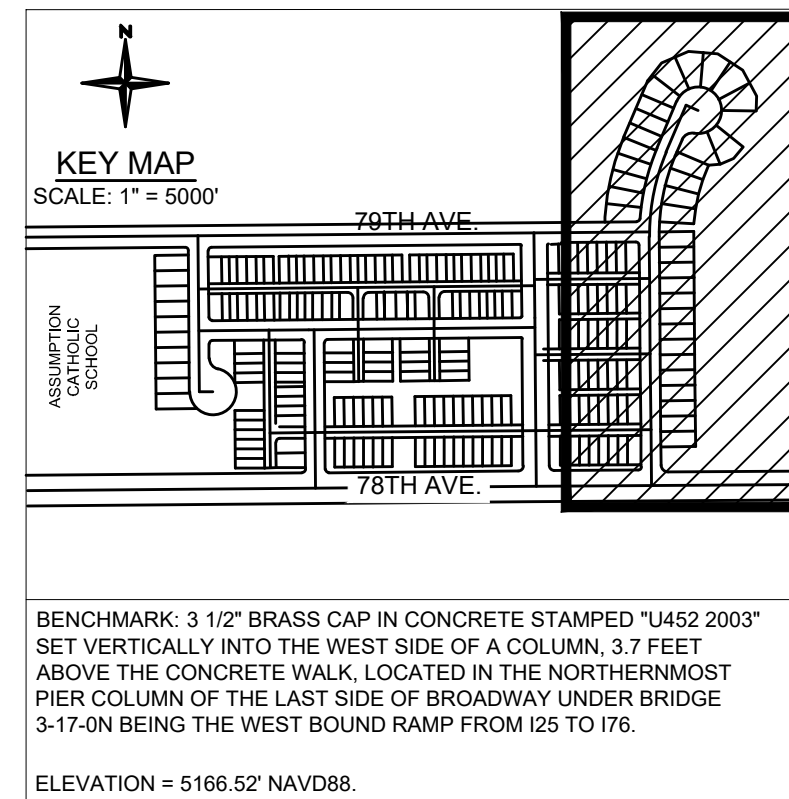 N
KEY MAP
SCALE: 1" = 5000'
79TH AVE.
ASSUMPTION
CATHOLIC
SCHOOL
78TH AVE.
BENCHMARK: 3 1/2" BRASS CAP IN CONCRETE STAMPED "U452 2003"
SET VERTICALLY INTO THE WEST SIDE OF A COLUMN, 3.7 FEET
ABOVE THE CONCRETE WALK, LOCATED IN THE NORTHERNMOST
PIER COLUMN OF THE LAST SIDE OF BROADWAY UNDER BRIDGE
3-17-0N BEING THE WEST BOUND RAMP FROM I25 TO I76.
ELEVATION = 5166.52' NAVD88.